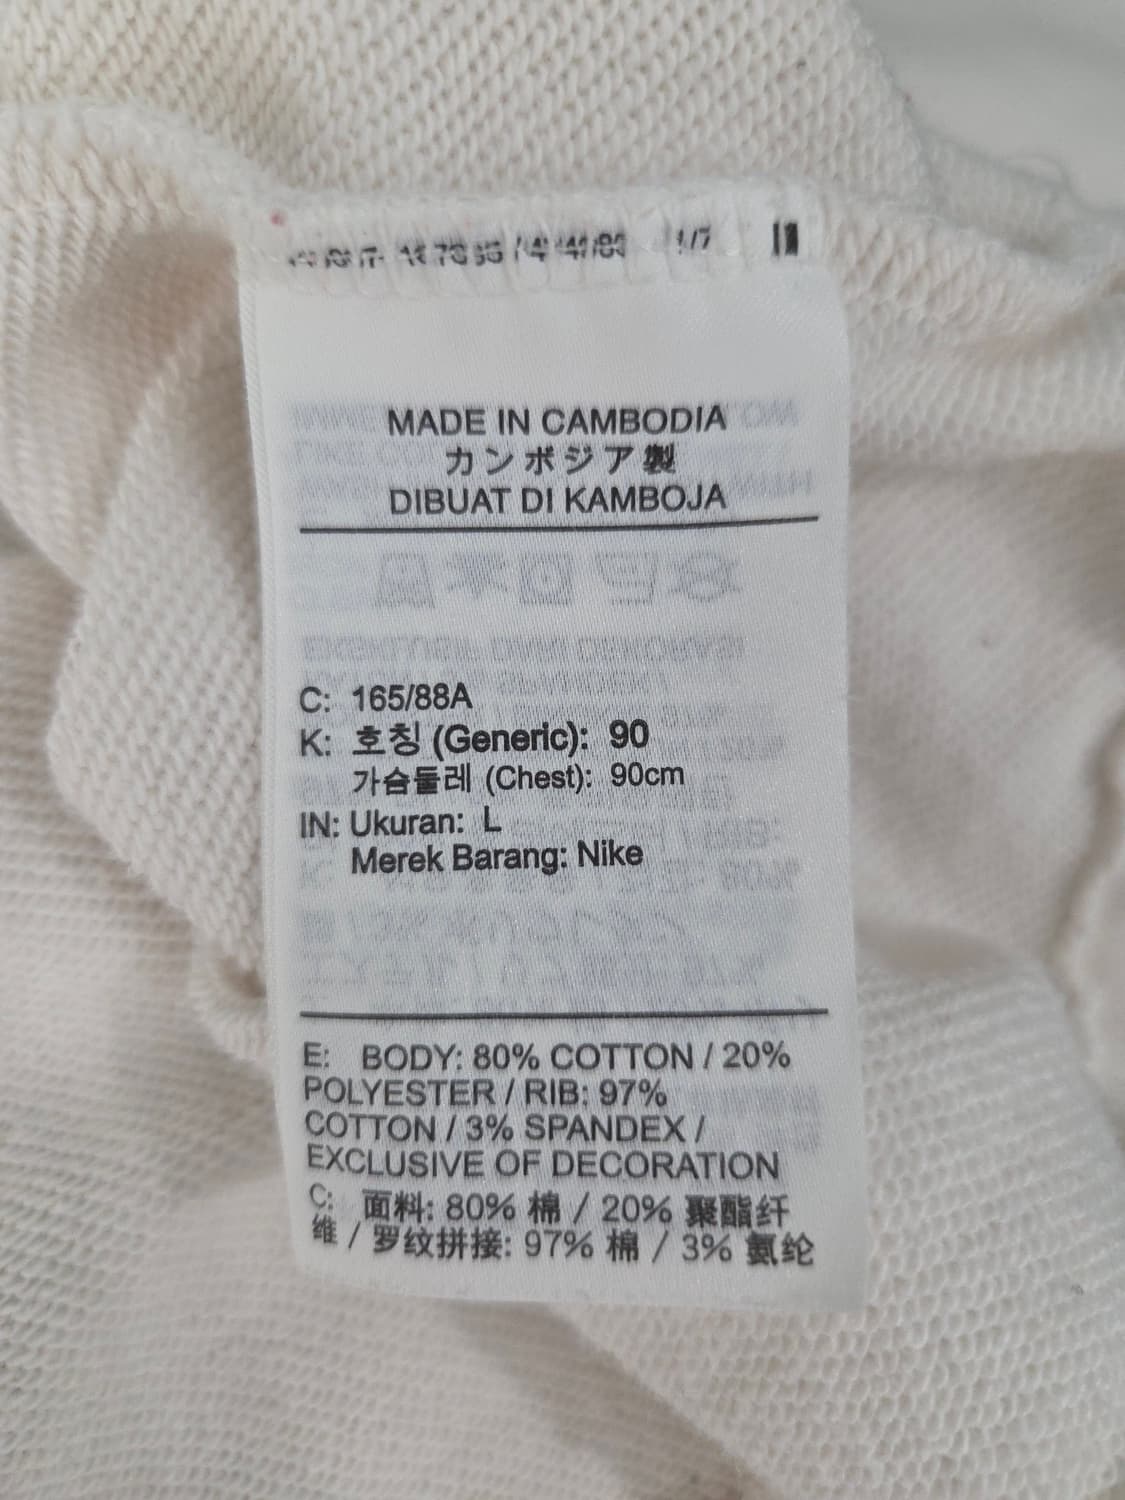 MADE IN CAMBODIA
カンボジア製
DIBUAT DI KAMBOJA
C: 165/88A
K: 호칭 (Generic): 90
가슴둘레 (Chest): 90cm
IN: Ukuran: L
Merek Barang: Nike
E: BODY: 80% COTTON / 20%
POLYESTER / RIB: 97%
COTTON / 3% SPANDEX /
EXCLUSIVE OF DECORATION
C: 面料: 80% 棉 / 20% 聚酯纤
维 / 罗纹拼接: 97% 棉 / 3% 氨纶